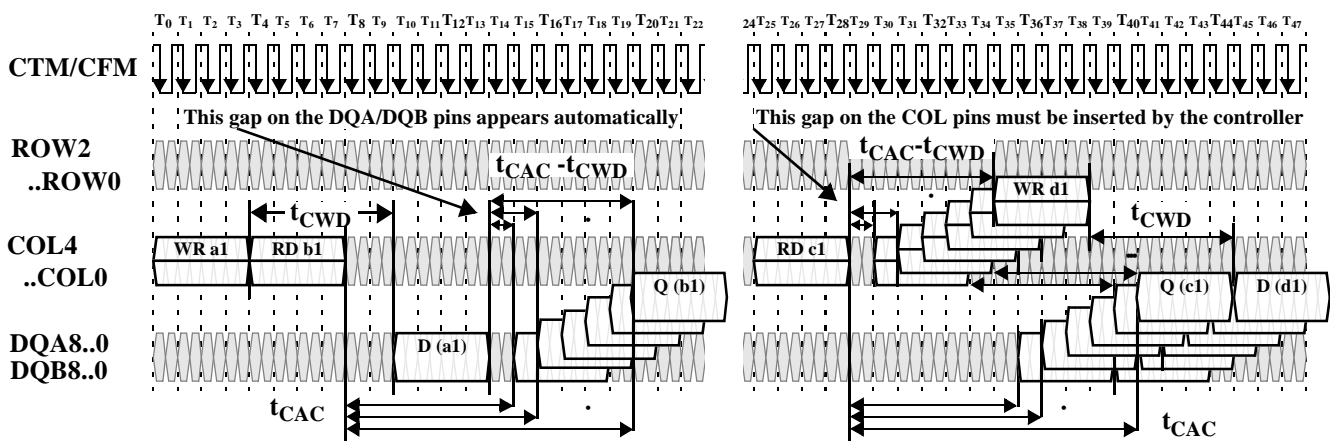 T0 T1 T2 T3 T4 T5 T6 T7 T8 T9 T10 T11 T12 T13 T14 T15 T16 T17 T18 T19 T20 T21 T22
24 T25 T26 T27 T28 T29 T30 T31 T32 T33 T34 T35 T36 T37 T38 T39 T40 T41 T42 T43 T44 T45 T46 T47
CTM/CFM
This gap on the DQA/DQB pins appears automatically
This gap on the COL pins must be inserted by the controller
ROW2
..ROW0
tCAC -tCWD
tCAC-tCWD
WR d1
tCWD
tCWD
COL4
..COL0
WR a1
RD b1
RD c1
Q (b1)
Q (c1)
D (d1)
DQA8..0
DQB8..0
D (a1)
tCAC
tCAC